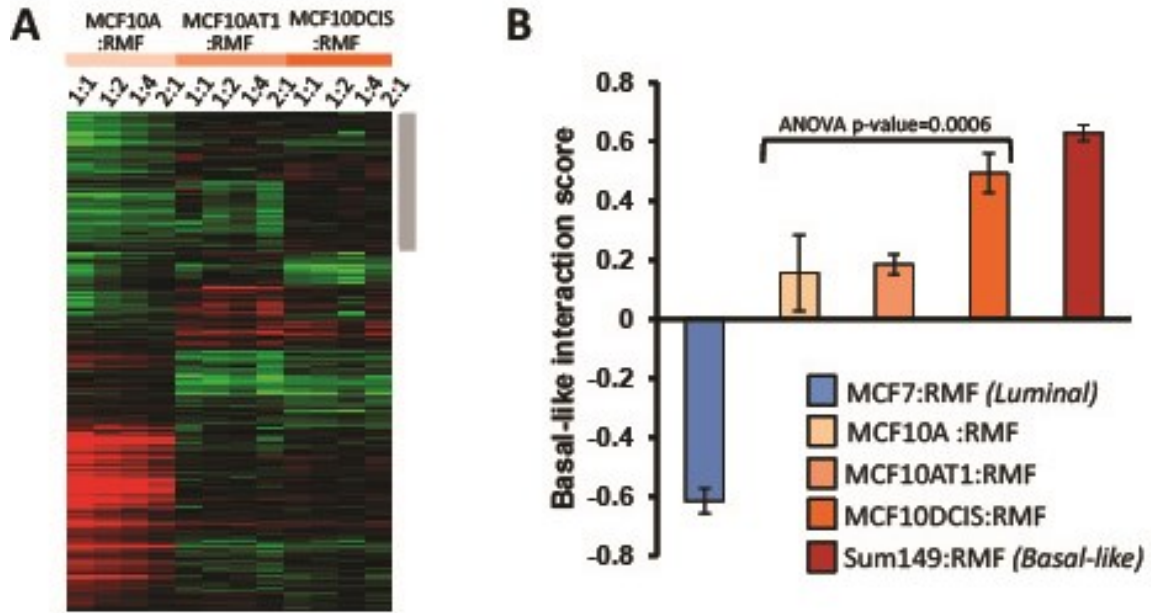 A
MCF10A MCF10AT1 MCF10DCIS
:RMF :RMF :RMF
1:1 1:2 1:4 2:1 1:1 1:2 1:4 2:1 1:1 1:2 1:4 2:1
B
Basal-like interaction score
0.8
0.6
0.4
0.2
0
-0.2
-0.4
-0.6
-0.8
ANOVA p-value=0.0006
MCF7:RMF (Luminal)
MCF10A :RMF
MCF10AT1:RMF
MCF10DCIS:RMF
Sum149:RMF (Basal-like)